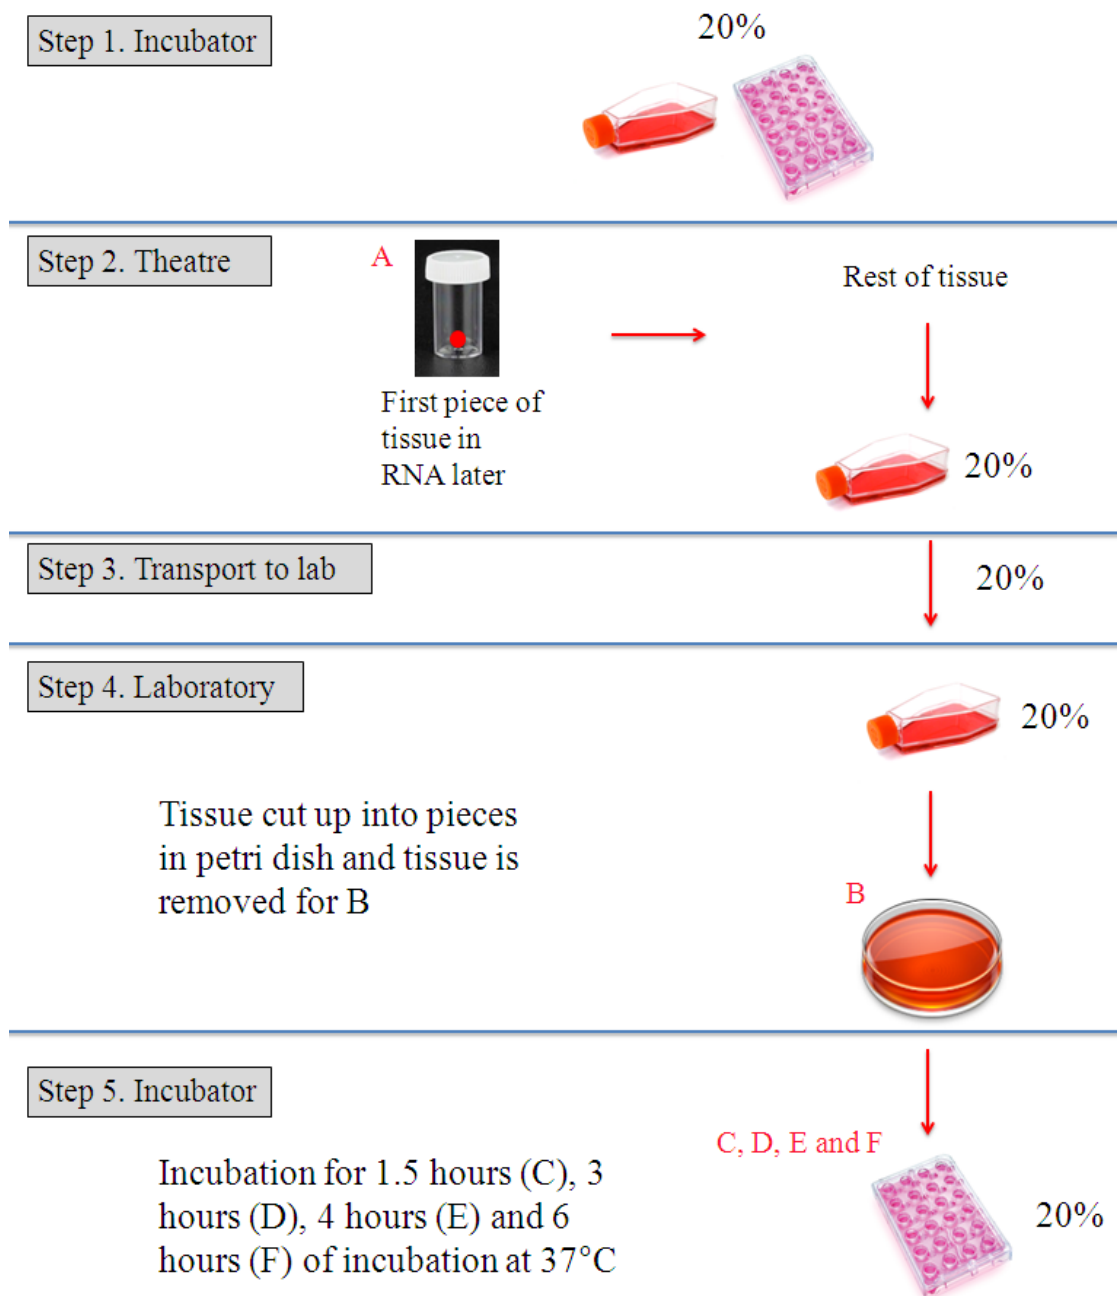 Step 1. Incubator
20%
Step 2. Theatre
A
Rest of tissue
First piece of
tissue in
RNA later
20%
Step 3. Transport to lab
20%
Step 4. Laboratory
20%
Tissue cut up into pieces
in petri dish and tissue is
removed for B
B
Step 5. Incubator
C, D, E and F
Incubation for 1.5 hours (C), 3
hours (D), 4 hours (E) and 6
hours (F) of incubation at 37°C
20%